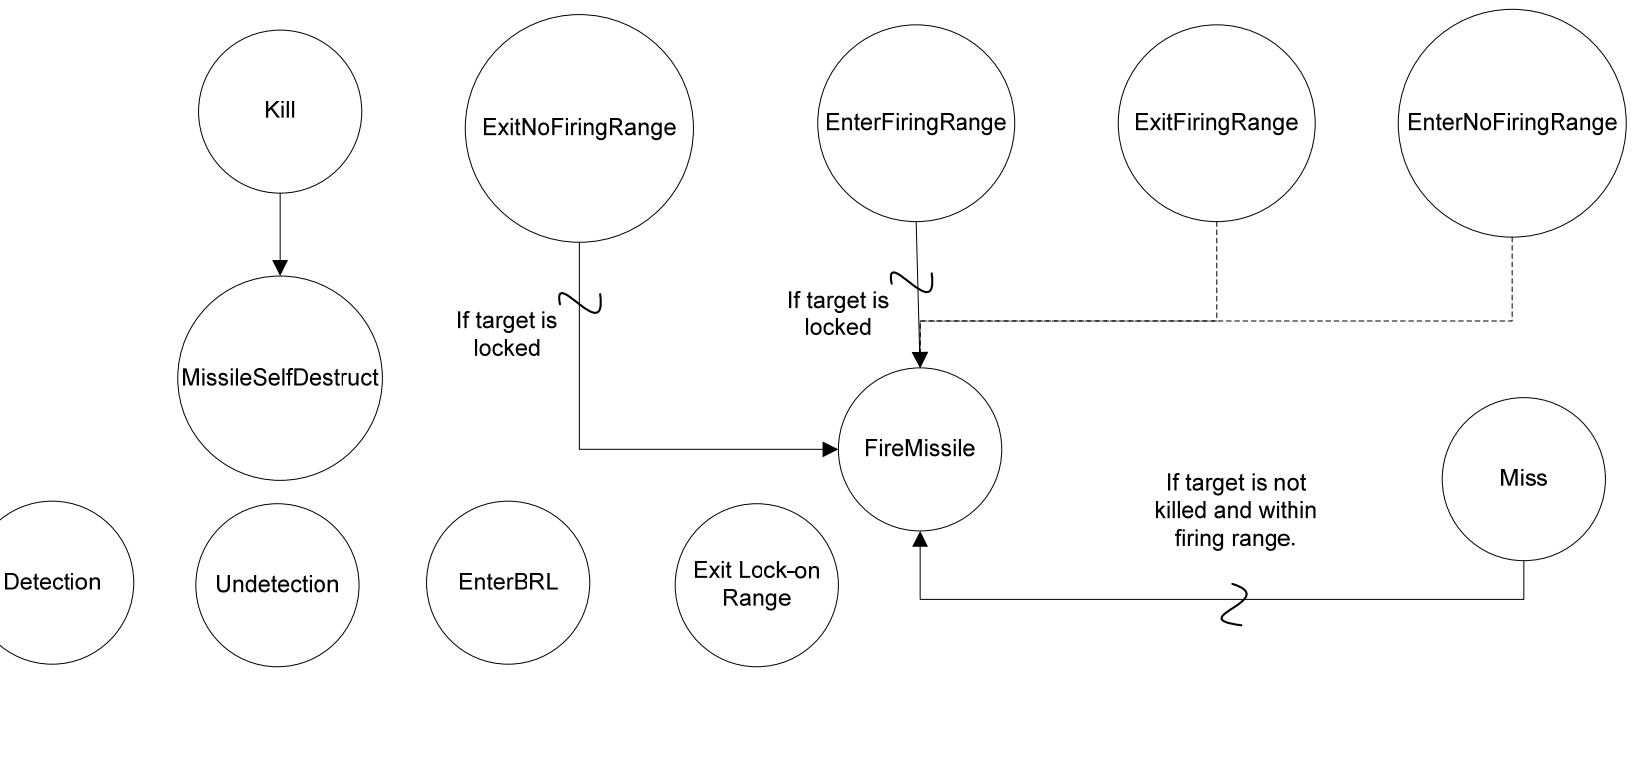 Kill
ExitNoFiringRange
EnterFiringRange
ExitFiringRange
EnterNoFiringRange
If target is
locked
If target is
locked
MissileSelfDestruct
FireMissile
If target is not
killed and within
firing range.
Miss
Detection
Undetection
EnterBRL
Exit Lock-on
Range